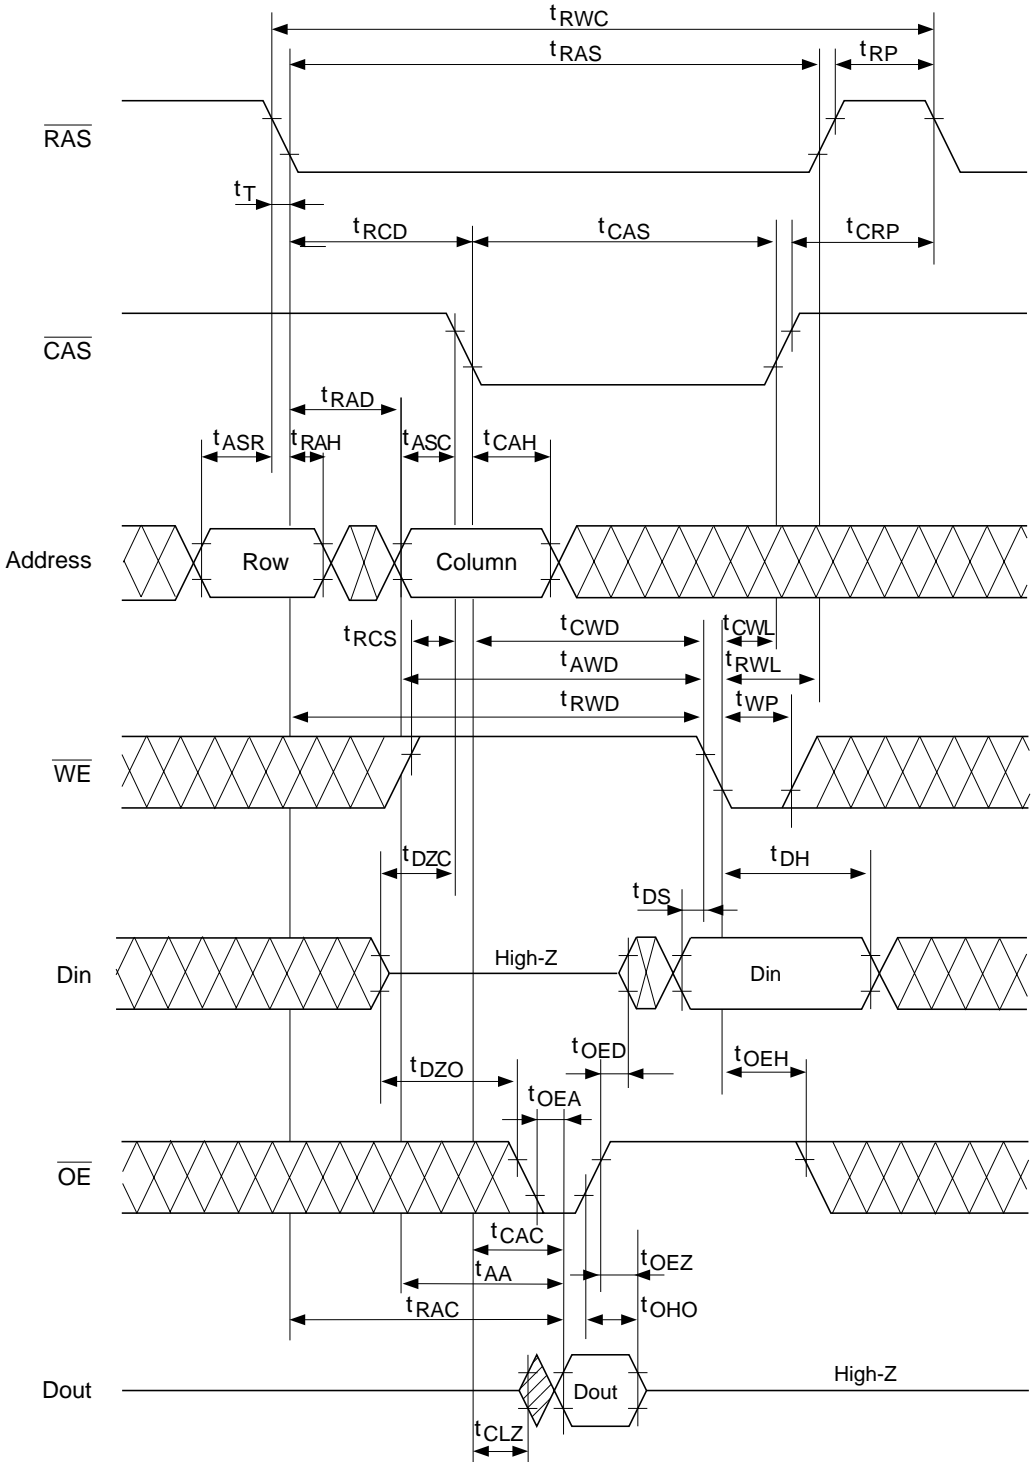 tRWC
tRAS
tRP
RAS
tT
tRCD
tCAS
tCRP
CAS
tRAD
tASR
tRAH
tASC
tCAH
Address
Row
Column
tRCS
tCWD
tCWL
tAWD
tRWL
tRWD
tWP
WE
tDZC
tDH
tDS
Din
High-Z
Din
tOED
tOEH
tDZO
tOEA
OE
tCAC
tOEZ
tAA
tRAC
tOHO
Dout
Dout
High-Z
tCLZ